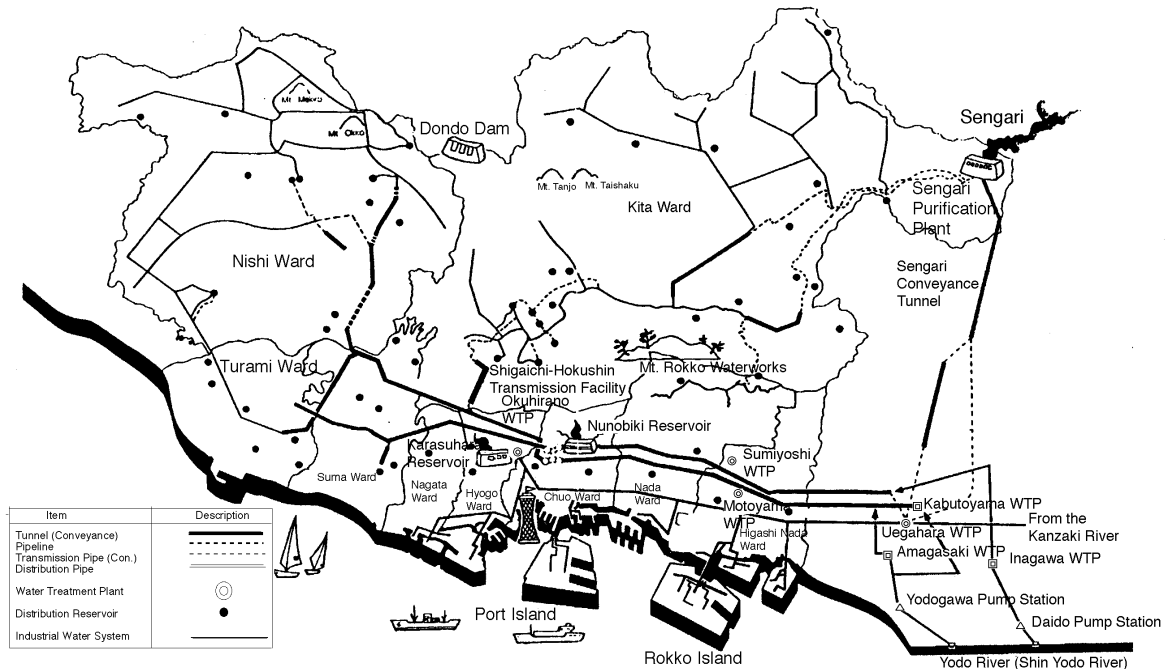 Mt. Mekko
Mt. Okko
Dondo Dam
Sengari
Mt. Tanjo
Mt. Taishaku
Kita Ward
Sengari
Purification
Plant
Nishi Ward
Sengari
Conveyance
Tunnel
Turami Ward
Shigaichi-Hokushin
Transmission Facility
Mt. Rokko Waterworks
Okuhirano
WTP
Nunobiki Reservoir
Karasuhara
Reservoir
Sumiyoshi
WTP
Suma Ward
Nagata
Ward
Hyogo
Ward
Chuo Ward
Nada
Ward
Motoyama
WTP
Higashi Nada
Ward
Kabutoyama WTP
From the
Kanzaki River
Uegahara WTP
Amagasaki WTP
Inagawa WTP
Yodogawa Pump Station
Daido Pump Station
Yodo River (Shin Yodo River)
Port Island
Rokko Island
Item Description
Tunnel (Conveyance)
Pipeline
Transmission Pipe (Con.)
Distribution Pipe
Water Treatment Plant
Distribution Reservoir
Industrial Water System